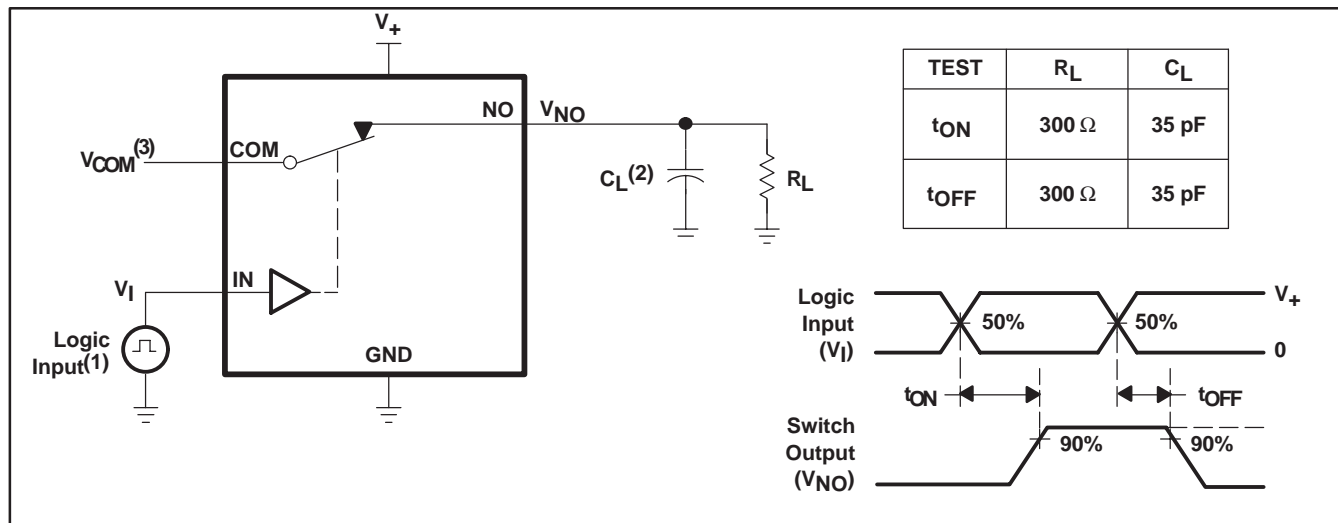 V+
NO
VNO
COM
VCOM(3)
CL(2)
RL
IN
VI
Logic
Input(1)
GND
TEST RL CL
tON 300 Ω 35 pF
tOFF 300 Ω 35 pF
Logic
Input
(VI)
50%
50%
V+
0
tON
tOFF
Switch
Output
(VNO)
90%
90%